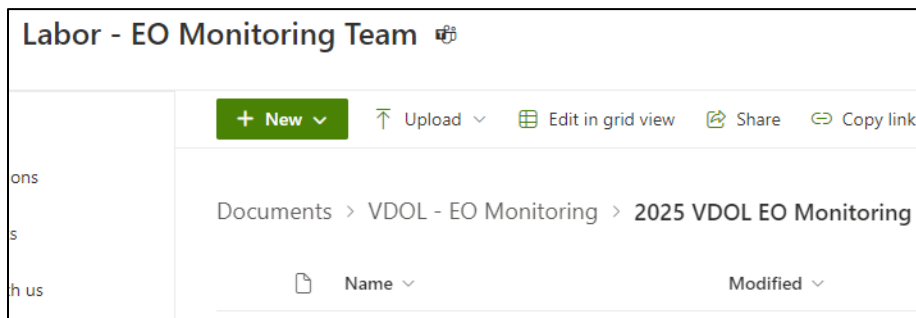 Labor - EO Monitoring Team
+ New Upload Edit in grid view Share Copy link
ons
Documents > VDOL - EO Monitoring > 2025 VDOL EO Monitoring
s
Name Modified
h us